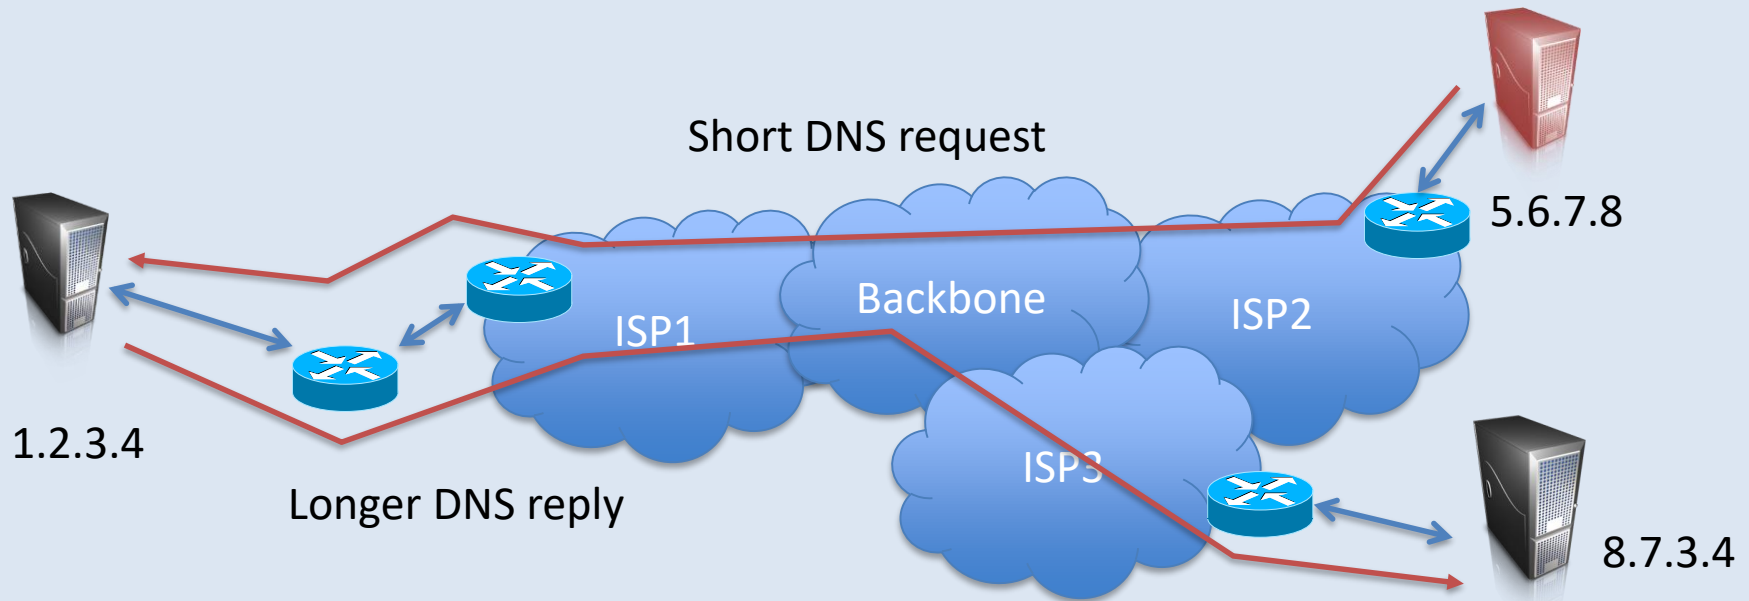 Short DNS request
5.6.7.8
Backbone
ISP1
ISP2
1.2.3.4
ISP3
Longer DNS reply
8.7.3.4